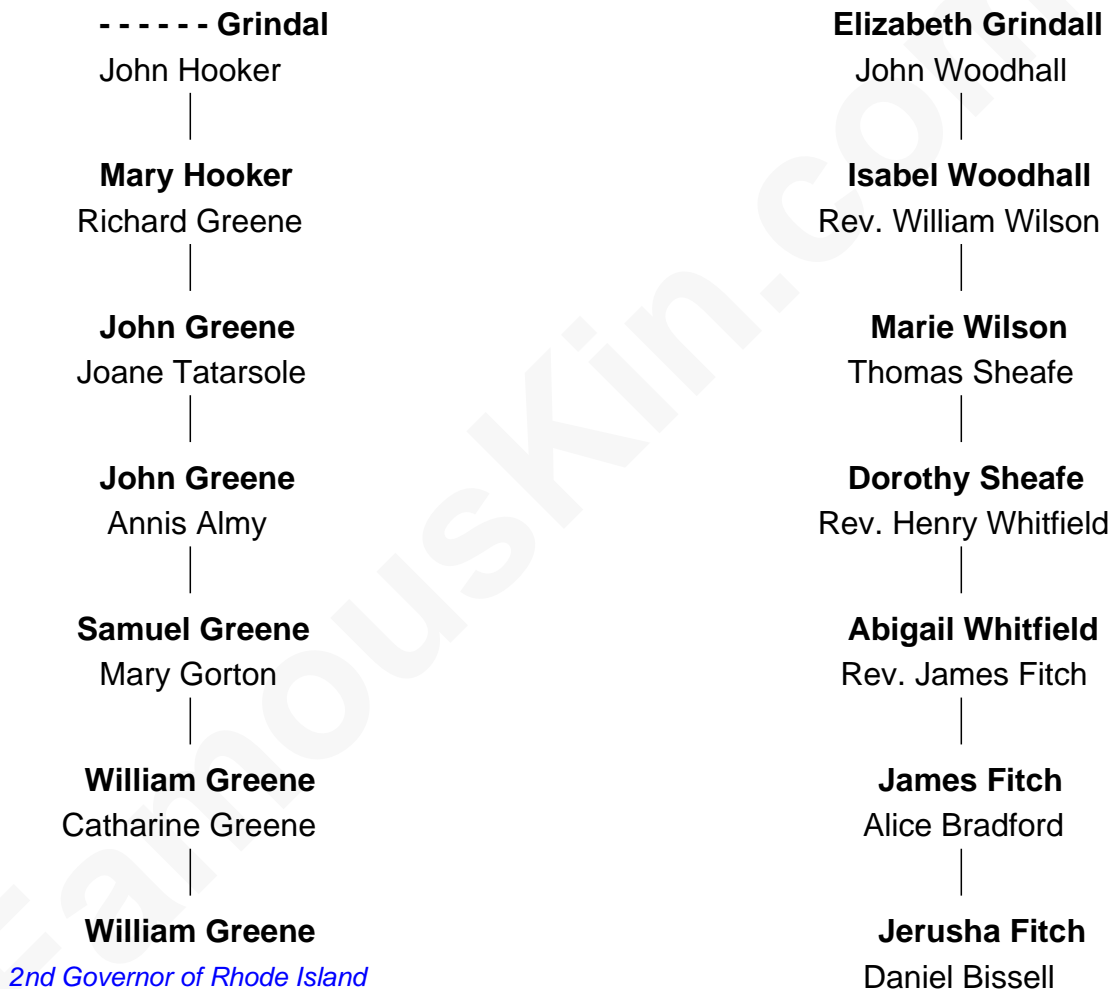 - - - - - - Grindal
John Hooker
Mary Hooker
Richard Greene
John Greene
Joane Tatarsole
John Greene
Annis Almy
Samuel Greene
Mary Gorton
William Greene
Catharine Greene
William Greene
2nd Governor of Rhode Island
Elizabeth Grindall
John Woodhall
Isabel Woodhall
Rev. William Wilson
Marie Wilson
Thomas Sheafe
Dorothy Sheafe
Rev. Henry Whitfield
Abigail Whitfield
Rev. James Fitch
James Fitch
Alice Bradford
Jerusha Fitch
Daniel Bissell
FamousKin.com